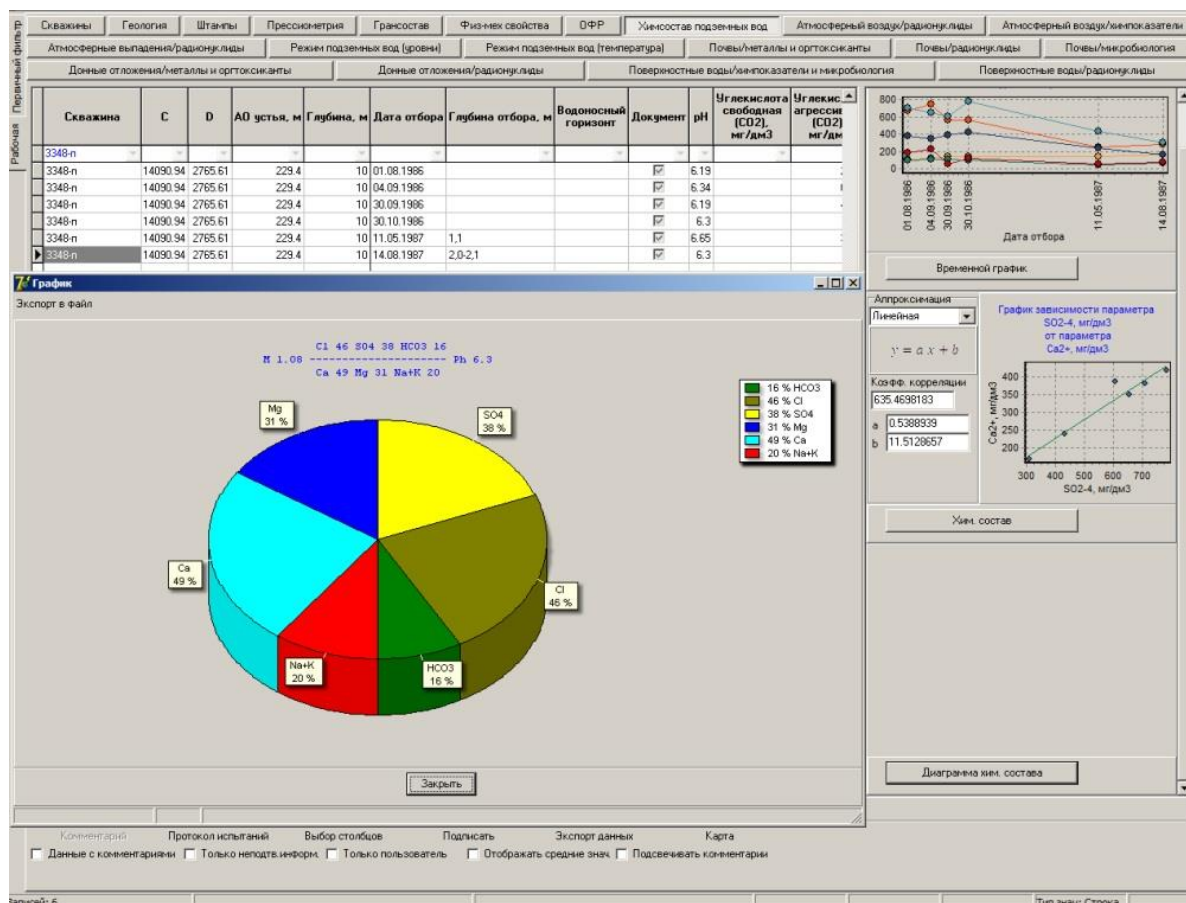 Скважины Геология Штампы Прессиометрия Грансостав Физ-мех свойства ОФР Химсостав подземных вод Атмосферный воздух/радионуклиды Атмосферный воздух/химпоказатели
Атмосферные выпадения/радионуклиды Режим подземных вод (уровни) Режим подземных вод (температура) Почвы/металлы и оргтоксиканты Почвы/радионуклиды Почвы/микробиология
Донные отложения/металлы и оргтоксиканты Донные отложения/радионуклиды Поверхностные воды/химпоказатели и микробиология Поверхностные воды/радионуклиды
Первичный фильтр
Рабочая
Скважина C D АО устья, м Глубина, м Дата отбора Глубина отбора, м Водоносный горизонт Документ pH Углекислота свободная (CO2), мг/дм3
3348-п
3348-п 14090.94 2765.61 229.4 10 01.08.1986 6.19
3348-п 14090.94 2765.61 229.4 10 04.09.1986 6.34
3348-п 14090.94 2765.61 229.4 10 30.09.1986 6.19
3348-п 14090.94 2765.61 229.4 10 30.10.1986 6.3
3348-п 14090.94 2765.61 229.4 10 11.05.1987 1,1 6.65
3348-п 14090.94 2765.61 229.4 10 14.08.1987 2,0-2,1 6.3
800
600
400
200
0
01.08.1986
04.09.1986
30.09.1986
30.10.1986
11.05.1987
14.08.1987
Дата отбора
Временной график
График
Экспорт в файл
Cl 46 SO4 38 HCO3 16
M 1.08 --------------------- Ph 6.3
Ca 49 Mg 31 Na+K 20
16 % HCO3
46 % Cl
38 % SO4
31 % Mg
49 % Ca
20 % Na+K
Mg
31 %
SO4
38 %
Ca
49 %
Cl
46 %
Na+K
20 %
HCO3
16 %
Закрыть
Аппроксимация
Линейная
y = a x + b
Коэфф. корреляции
635.4698183
a 0.5388939
b 11.5128657
График зависимости параметра
SO2-4, мг/дм3
от параметра
Ca2+, мг/дм3
Ca2+, мг/дм3
400
350
300
250
200
300 400 500 600 700
SO2-4, мг/дм3
Хим. состав
Диаграмма хим. состава
Комментарий Протокол испытаний Выбор столбцов Подписать Экспорт данных Карта
Данные с комментариями Только неподтв.информ. Только пользователь Отображать средние знач. Подсвечивать комментарии
Записей: 6 Тип знач: Строка